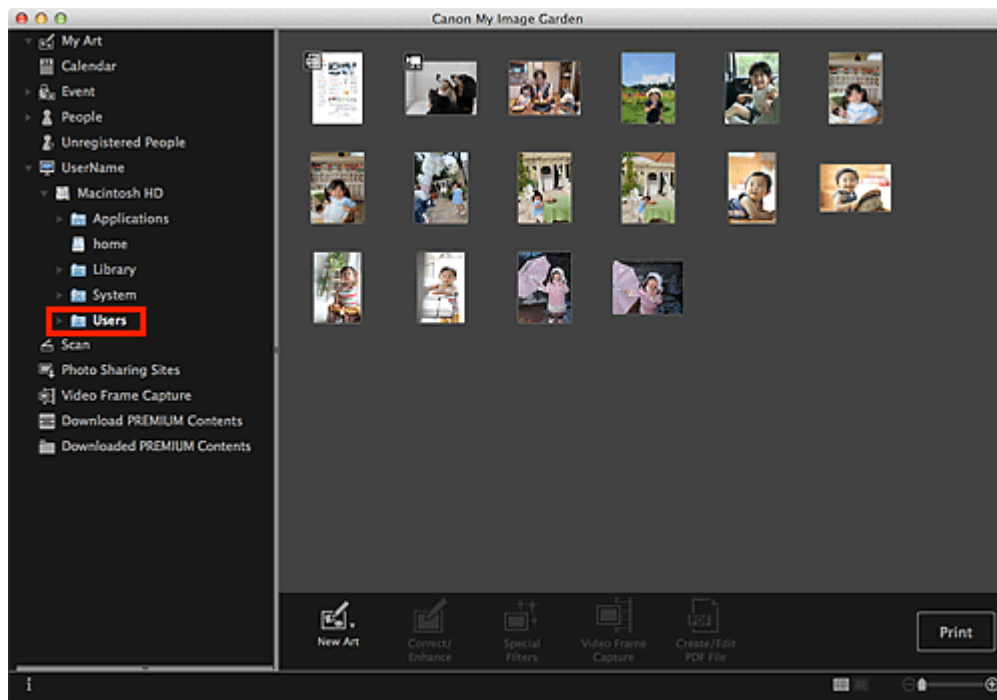 Canon My Image Garden
My Art
Calendar
Event
People
Unregistered People
UserName
Macintosh HD
Applications
home
Library
System
Users
Scan
Photo Sharing Sites
Video Frame Capture
Download PREMIUM Contents
Downloaded PREMIUM Contents
New Art
Correct/
Enhance
Special
Filters
Video Frame
Capture
PDF
Create/Edit
PDF File
Print